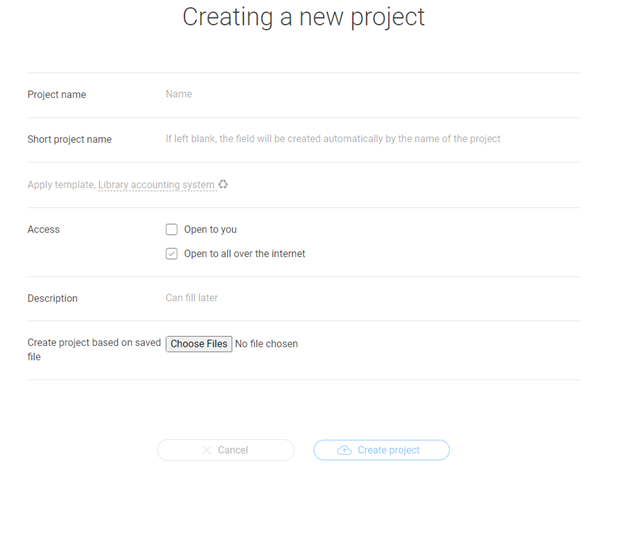 Creating a new project
Project name
Name
Short project name
If left blank, the field will be created automatically by the name of the project
Apply template, Library accounting system
Access
Open to you
Open to all over the internet
Description
Can fill later
Create project based on saved
file
Choose Files No file chosen
Cancel
Create project